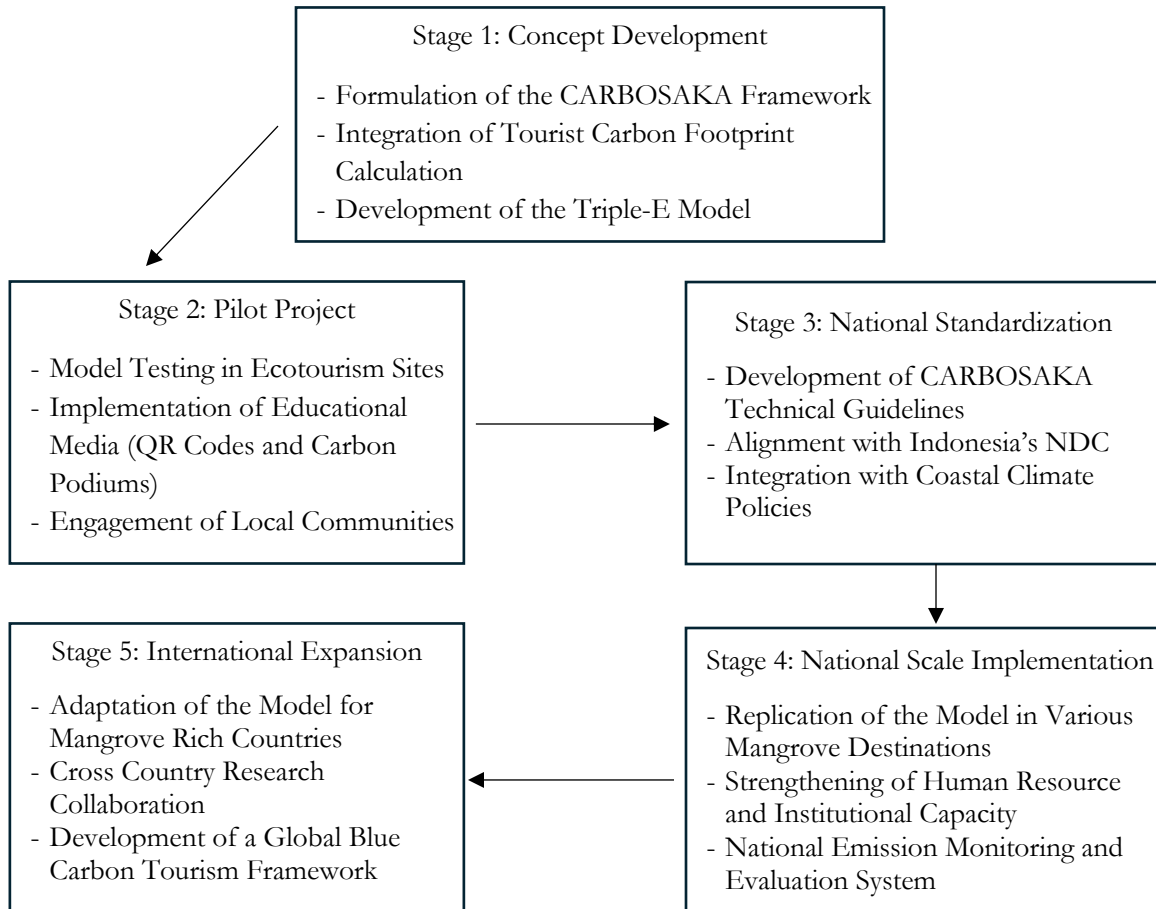 Stage 1: Concept Development
- Formulation of the CARBOSAKA Framework
- Integration of Tourist Carbon Footprint
Calculation
- Development of the Triple-E Model
Stage 2: Pilot Project
- Model Testing in Ecotourism Sites
- Implementation of Educational
Media (QR Codes and Carbon
Podiums)
- Engagement of Local Communities
Stage 3: National Standardization
- Development of CARBOSAKA
Technical Guidelines
- Alignment with Indonesia’s NDC
- Integration with Coastal Climate
Policies
Stage 4: National Scale Implementation
- Replication of the Model in Various
Mangrove Destinations
- Strengthening of Human Resource
and Institutional Capacity
- National Emission Monitoring and
Evaluation System
Stage 5: International Expansion
- Adaptation of the Model for
Mangrove Rich Countries
- Cross Country Research
Collaboration
- Development of a Global Blue
Carbon Tourism Framework